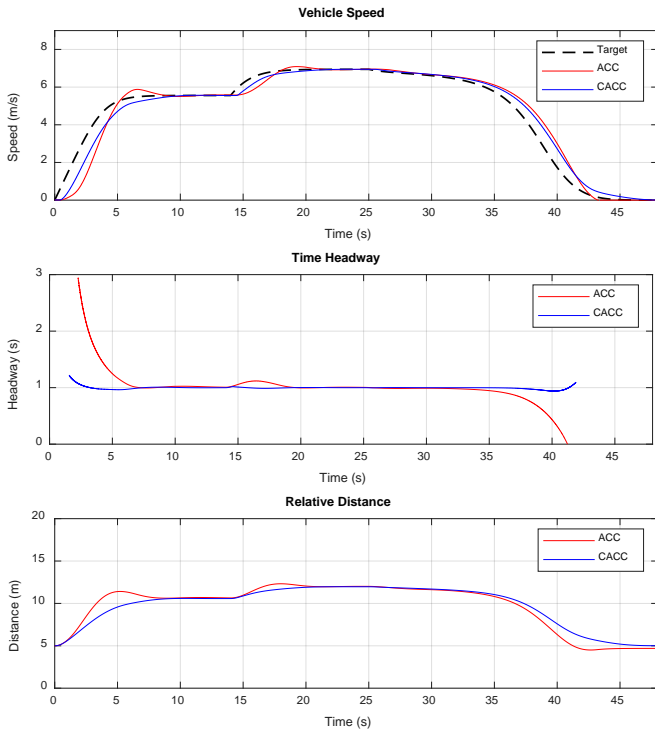 Vehicle Speed
8
6
4
2
0
Speed (m/s)
Target
ACC
CACC
0 5 10 15 20 25 30 35 40 45
Time (s)
Time Headway
3
2
1
0
Headway (s)
ACC
CACC
0 5 10 15 20 25 30 35 40 45
Time (s)
Relative Distance
20
15
10
5
0
Distance (m)
ACC
CACC
0 5 10 15 20 25 30 35 40 45
Time (s)